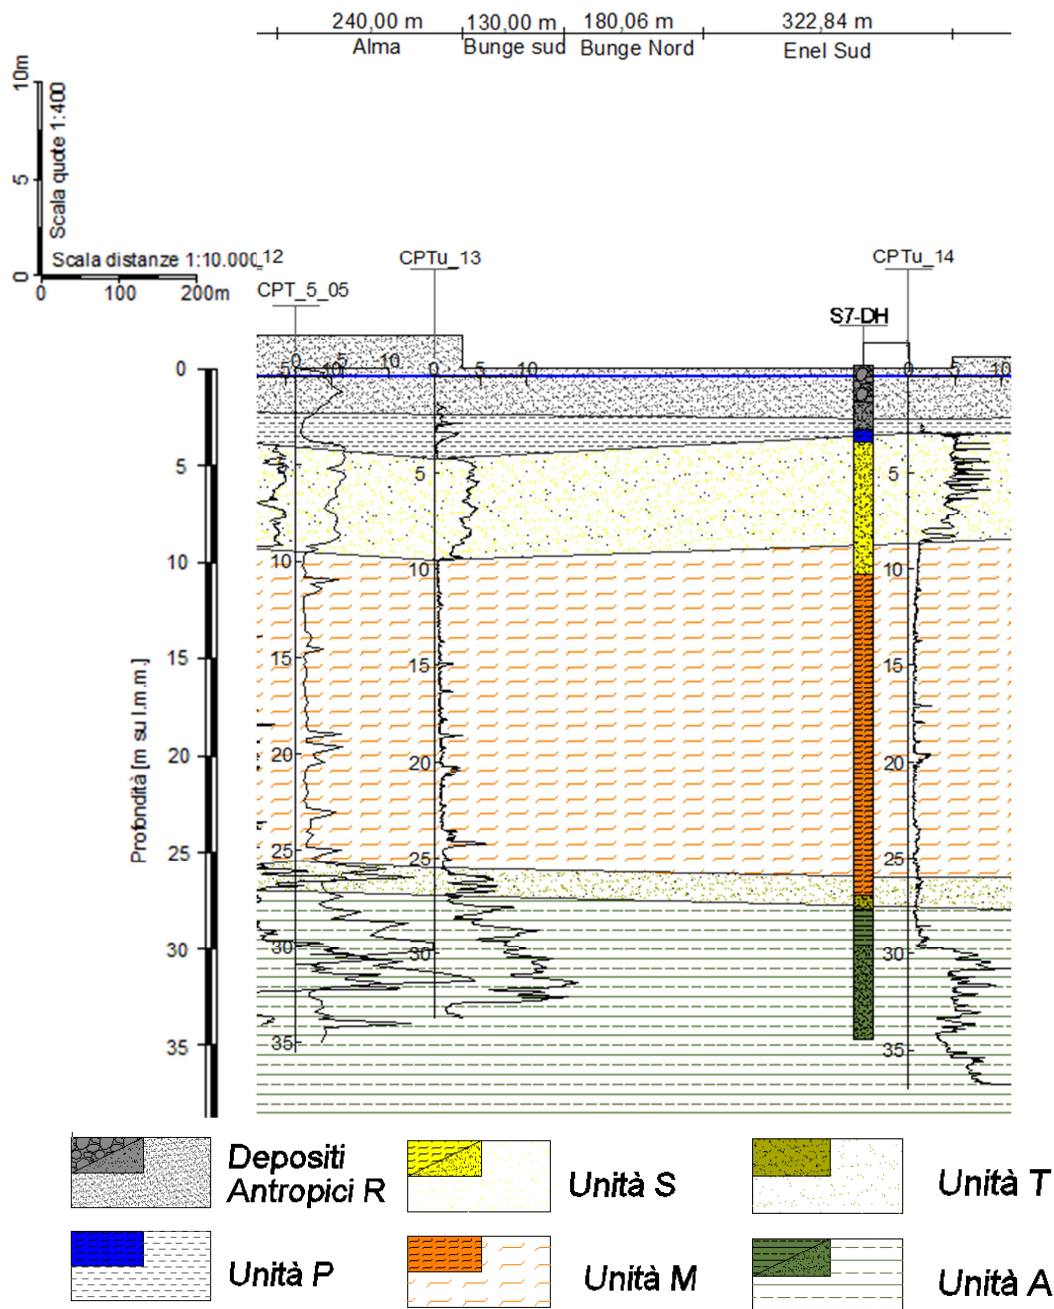 240,00 m 130,00 m 180,06 m 322,84 m
Alma Bunge sud Bunge Nord Enel Sud
10m
5
0
Scala quote 1:400
Scala distanze 1:10.000
0 100 200m
_12
CPT_5_05
CPTu_13
CPTu_14
S7-DH
Profondità [m su l.m.m.]
0
5
10
15
20
25
30
35
0 5 10
0 5 10
0 5 10
10
15
20
25
30
35
5
10
15
20
25
30
5
10
15
20
25
30
35
Depositi
Antropici R
Unità S
Unità T
Unità P
Unità M
Unità A